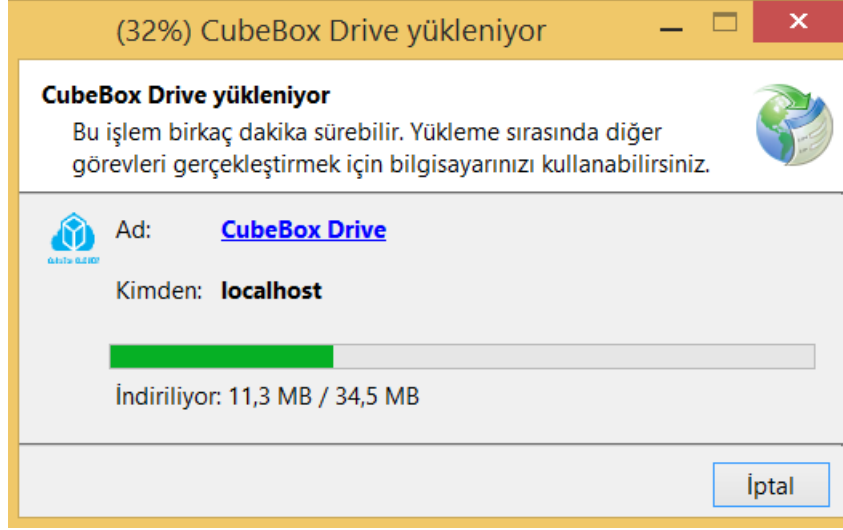 (32%) CubeBox Drive yükleniyor
CubeBox Drive yükleniyor
Bu işlem birkaç dakika sürebilir. Yükleme sırasında diğer
görevleri gerçekleştirmek için bilgisayarınızı kullanabilirsiniz.
Ad: CubeBox Drive
Kimden: localhost
İndiriliyor: 11,3 MB / 34,5 MB
İptal